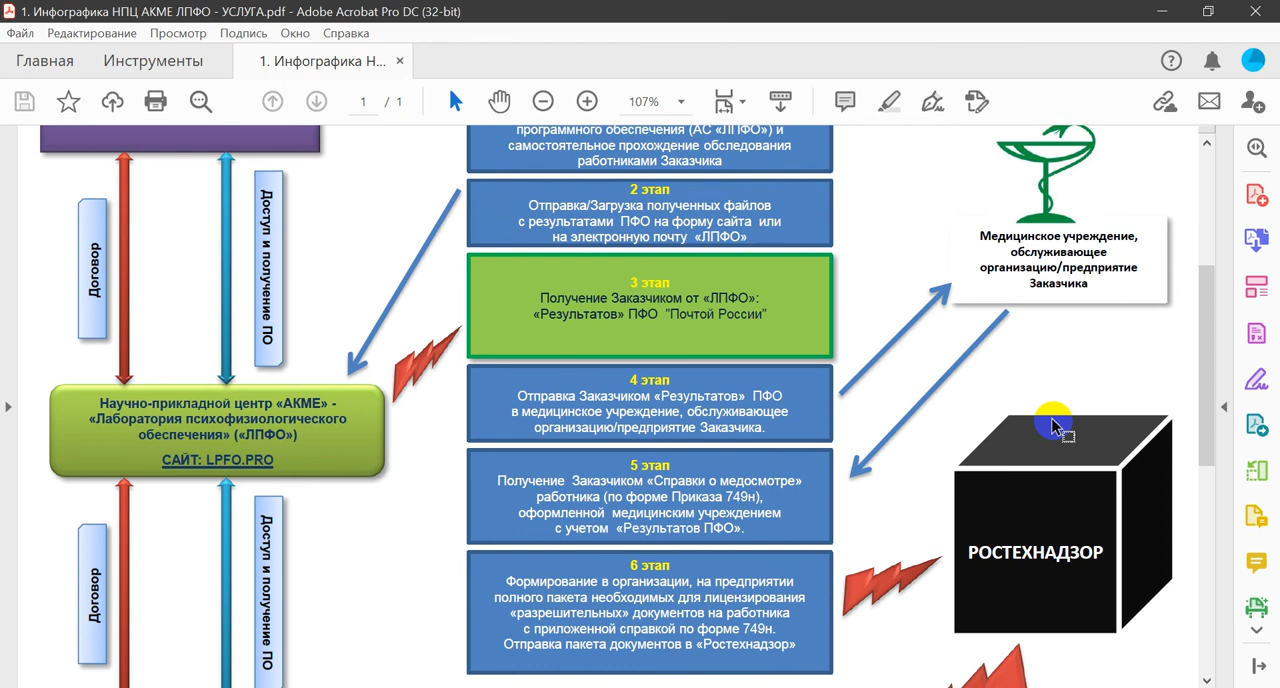 1. Инфографика НПЦ АКМЕ ЛПФО - УСЛУГА.pdf - Adobe Acrobat Pro DC (32-bit)
Файл Редактирование Просмотр Подпись Окно Справка
Главная Инструменты 1. Инфографика Н... ×
1 / 1 107%
программного обеспечения (АС «ЛПФО») и
самостоятельное прохождение обследования
работниками Заказчика
2 этап
Отправка/Загрузка полученных файлов
с результатами ПФО на форму сайта или
на электронную почту «ЛПФО»
3 этап
Получение Заказчиком от «ЛПФО»:
«Результатов» ПФО "Почтой России"
4 этап
Отправка Заказчиком «Результатов» ПФО
в медицинское учреждение, обслуживающее
организацию/предприятие Заказчика.
5 этап
Получение Заказчиком «Справки о медосмотре»
работника (по форме Приказа 749н),
оформленной медицинским учреждением
с учетом «Результатов ПФО».
6 этап
Формирование в организации, на предприятии
полного пакета необходимых для лицензирования
«разрешительных» документов на работника
с приложенной справкой по форме 749н.
Отправка пакета документов в «Ростехнадзор»
Договор
Доступ и получение ПО
Научно-прикладной центр «АКМЕ» -
«Лаборатория психофизиологического
обеспечения» («ЛПФО»)
САЙТ: LPFO.PRO
Договор
Доступ и получение ПО
Медицинское учреждение,
обслуживающее
организацию/предприятие
Заказчика
РОСТЕХНАДЗОР